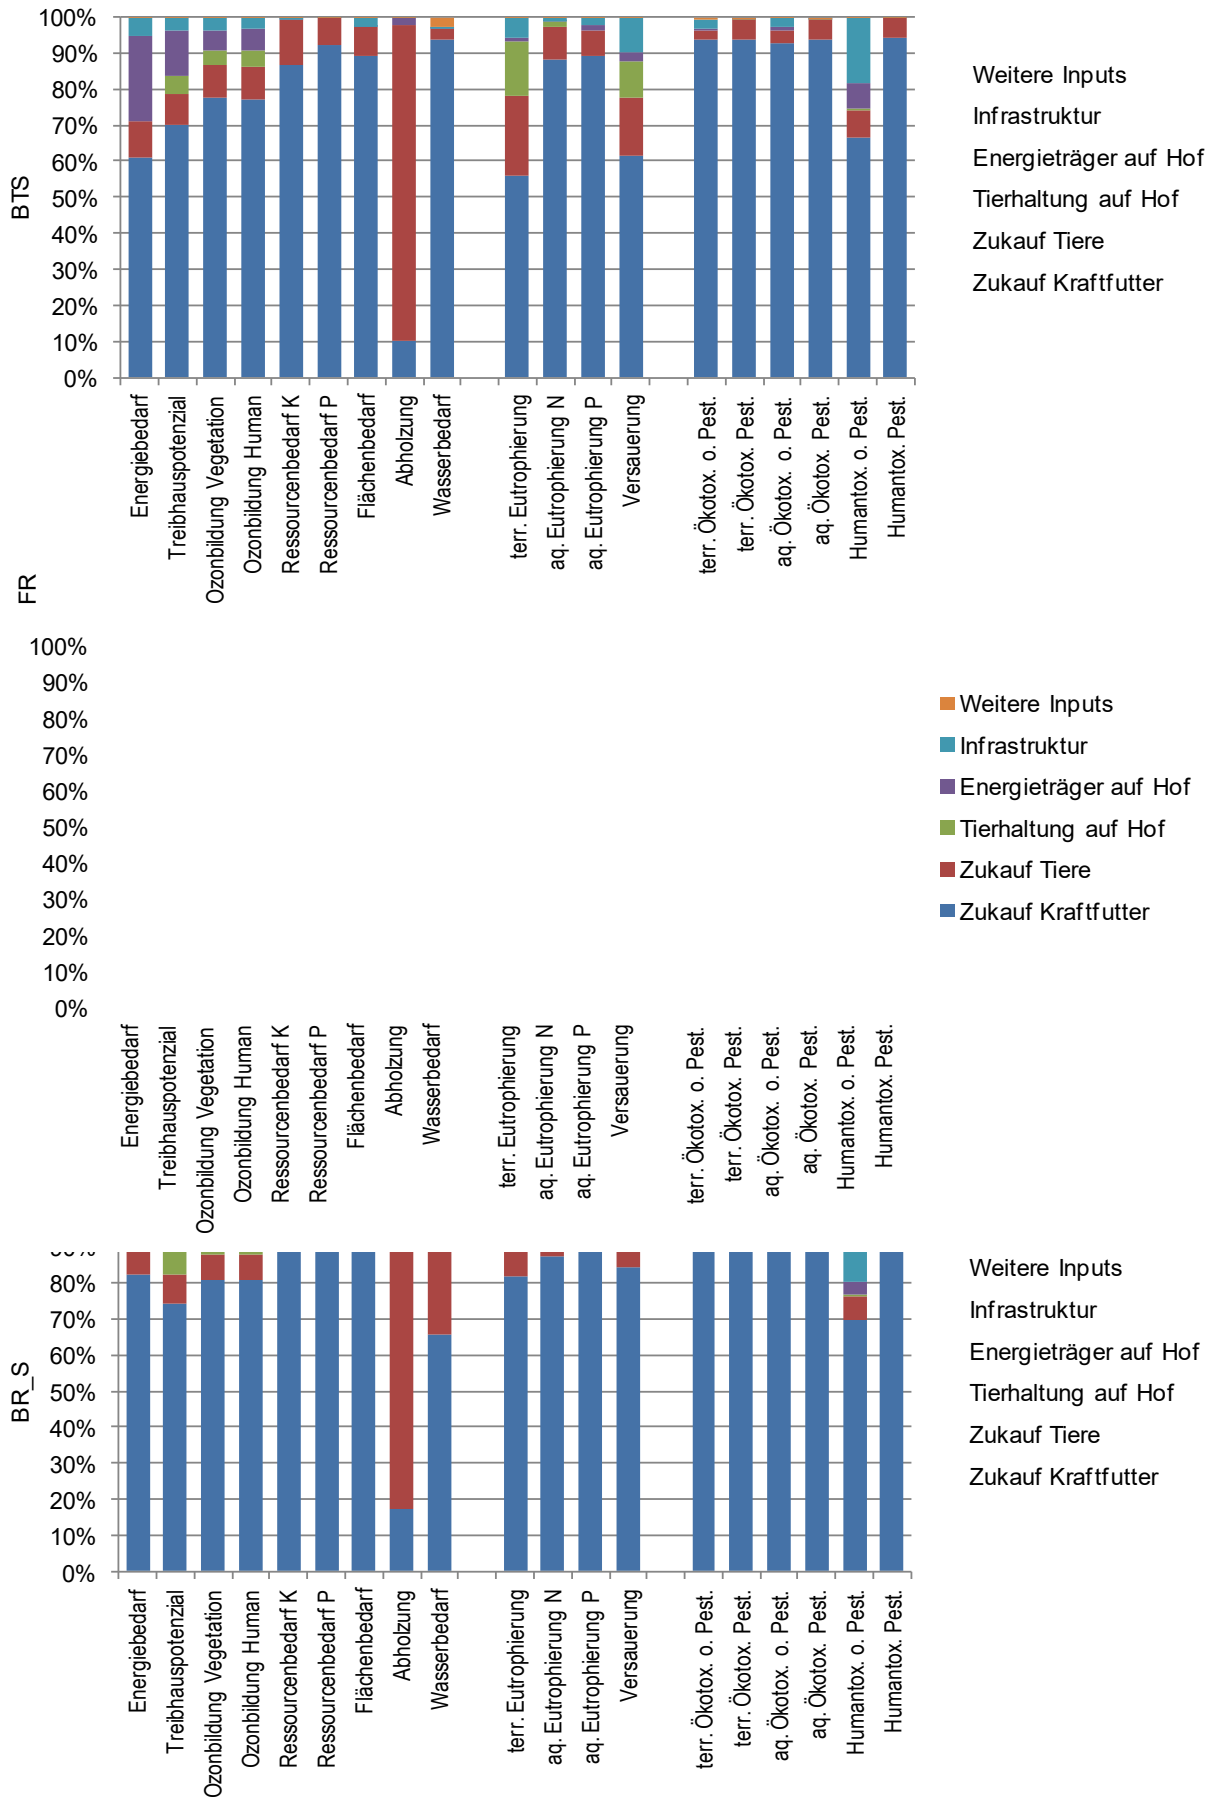 BTS
100%
90%
80%
70%
60%
50%
40%
30%
20%
10%
0%
Energiebedarf
Treibhauspotenzial
Ozonbildung Vegetation
Ozonbildung Human
Ressourcenbedarf K
Ressourcenbedarf P
Flächenbedarf
Abholzung
Wasserbedarf
terr. Eutrophierung
aq. Eutrophierung N
aq. Eutrophierung P
Versauerung
terr. Ökotox. o. Pest.
terr. Ökotox. Pest.
aq. Ökotox. o. Pest.
aq. Ökotox. Pest.
Humantox. o. Pest.
Humantox. Pest.
Weitere Inputs
Infrastruktur
Energieträger auf Hof
Tierhaltung auf Hof
Zukauf Tiere
Zukauf Kraftfutter
FR
100%
90%
80%
70%
60%
50%
40%
30%
20%
10%
0%
Energiebedarf
Treibhauspotenzial
Ozonbildung Vegetation
Ozonbildung Human
Ressourcenbedarf K
Ressourcenbedarf P
Flächenbedarf
Abholzung
Wasserbedarf
terr. Eutrophierung
aq. Eutrophierung N
aq. Eutrophierung P
Versauerung
terr. Ökotox. o. Pest.
terr. Ökotox. Pest.
aq. Ökotox. o. Pest.
aq. Ökotox. Pest.
Humantox. o. Pest.
Humantox. Pest.
Weitere Inputs
Infrastruktur
Energieträger auf Hof
Tierhaltung auf Hof
Zukauf Tiere
Zukauf Kraftfutter
BR_S
80%
70%
60%
50%
40%
30%
20%
10%
0%
Energiebedarf
Treibhauspotenzial
Ozonbildung Vegetation
Ozonbildung Human
Ressourcenbedarf K
Ressourcenbedarf P
Flächenbedarf
Abholzung
Wasserbedarf
terr. Eutrophierung
aq. Eutrophierung N
aq. Eutrophierung P
Versauerung
terr. Ökotox. o. Pest.
terr. Ökotox. Pest.
aq. Ökotox. o. Pest.
aq. Ökotox. Pest.
Humantox. o. Pest.
Humantox. Pest.
Weitere Inputs
Infrastruktur
Energieträger auf Hof
Tierhaltung auf Hof
Zukauf Tiere
Zukauf Kraftfutter